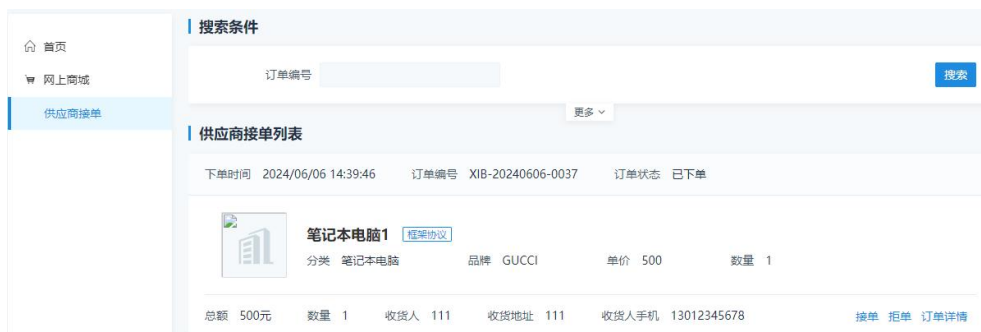 搜索条件
首页
订单编号
搜索
网上商城
供应商接单
更多
供应商接单列表
下单时间 2024/06/06 14:39:46 订单编号 XIB-20240606-0037 订单状态 已下单
笔记本电脑1 框架协议
分类 笔记本电脑 品牌 GUCCI 单价 500 数量 1
总额 500元 数量 1 收货人 111 收货地址 111 收货人手机 13012345678 接单 拒单 订单详情